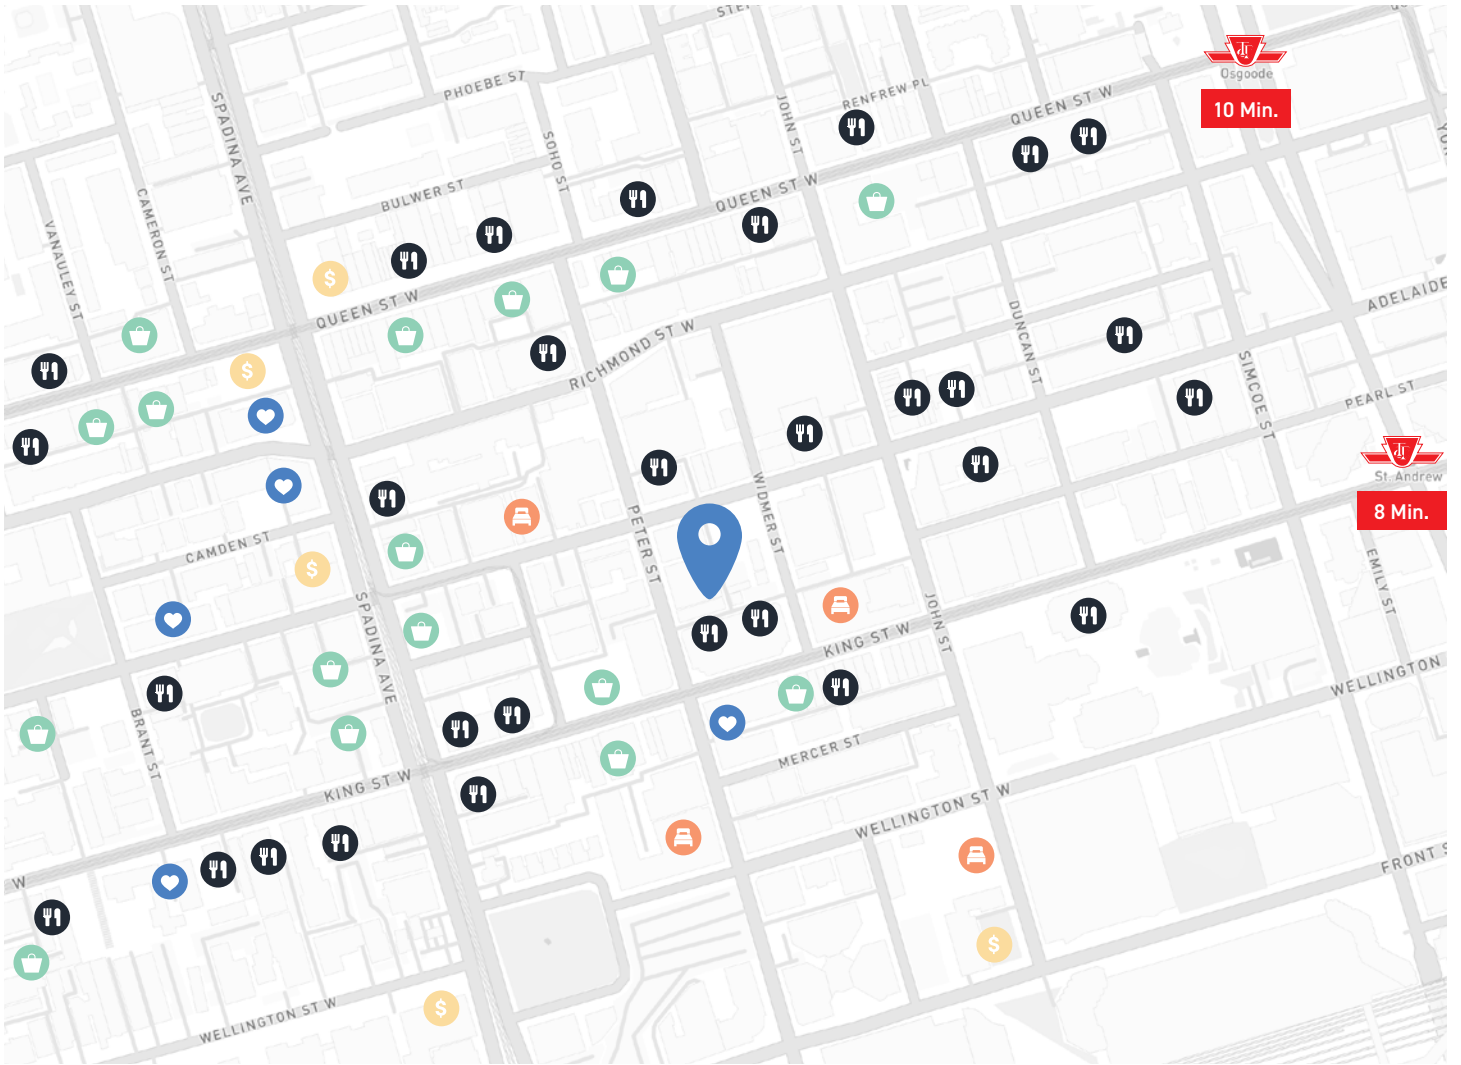 STE
PHOEBE ST
RENFREW PL
Osgoode
10 Min.
QUEEN ST W
JOHN ST
SPADINA AVE
SOHO ST
BULWER ST
CAMERON ST
VANAULEY ST
QUEEN ST W
QUEEN ST W
ADELAIDE
RICHMOND ST W
DUNCAN ST
SIMCOE ST
PEARL ST
St. Andrew
8 Min.
WIDMER ST
PETER ST
CAMDEN ST
EMILY ST
SPADINA AVE
JOHN ST
KING ST W
WELLINGTON
BRANT ST
MERCER ST
KING ST W
WELLINGTON ST W
FRONT S
W
WELLINGTON ST W
$
$
$
$
$